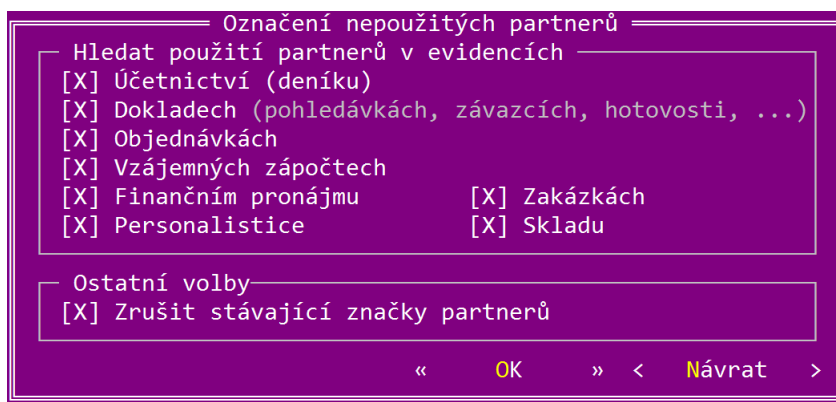 Označení nepoužitých partnerů
Hledat použití partnerů v evidencích
[X] Účetnictví (deníku)
[X] Dokladech (pohledávkách, závazcích, hotovosti, ...)
[X] Objednávkách
[X] Vzájemných zápočtech
[X] Finančním pronájmu [X] Zakázkách
[X] Personalistice [X] Skladu
Ostatní volby
[X] Zrušit stávající značky partnerů
« OK » < Návrat >